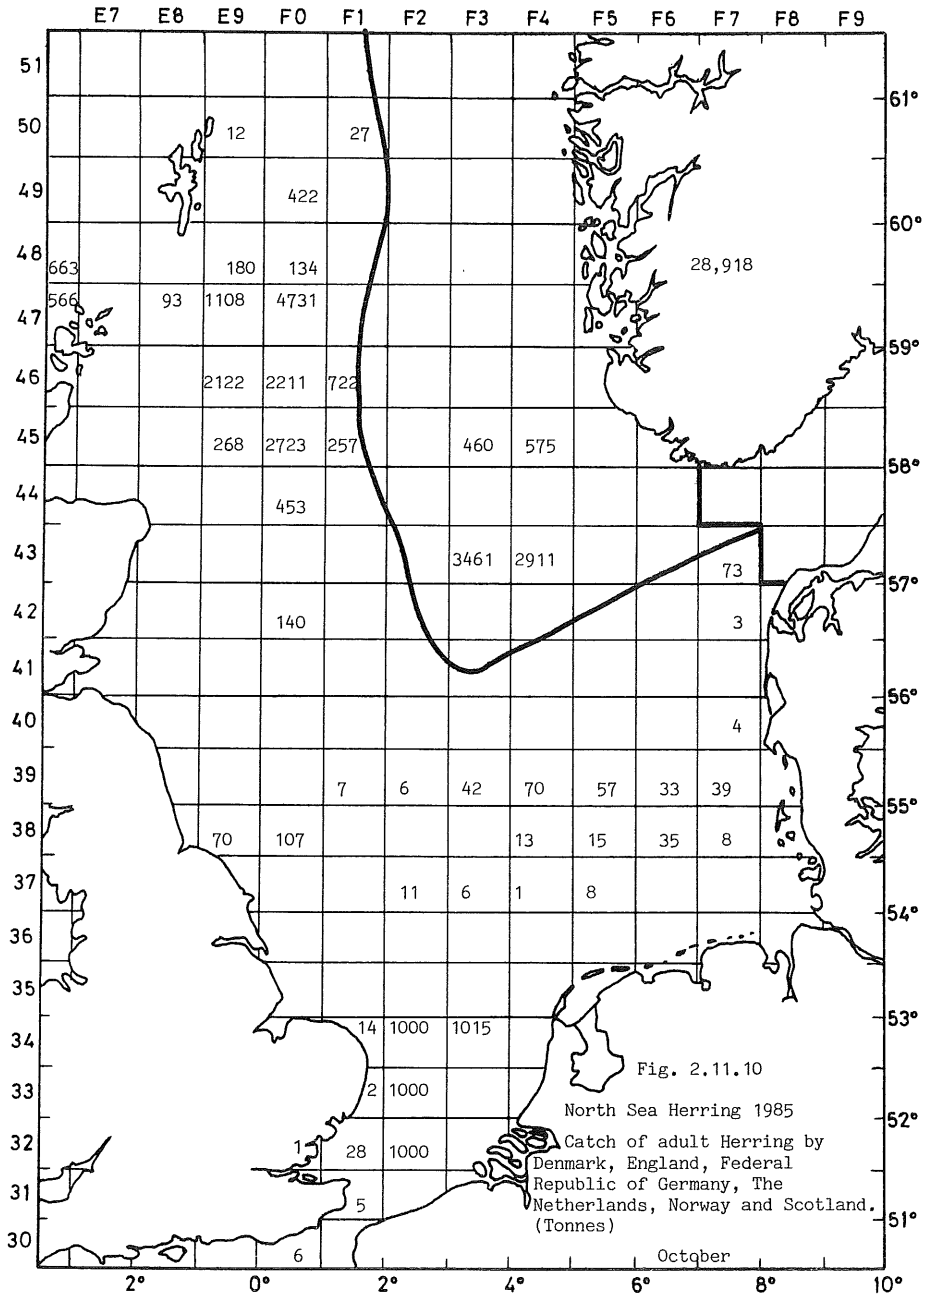 E7 E8 E9 F0 F1 F2 F3 F4 F5 F6 F7 F8 F9
51
61°
50 12 27
49 422
60°
48 663 180 134 28,918
47 566 93 1108 4731
59°
46 2122 2211 722
45 268 2723 257 460 575
58°
44 453
43 3461 2911 73
57°
42 140 3
41
56°
40 4
39 7 6 42 70 57 33 39
55°
38 70 107 13 15 35 8
37 11 6 1 8
54°
36
35
53°
34 14 1000 1015
Fig. 2.11.10
33 2 1000
North Sea Herring 1985
52°
32 1 28 1000
Catch of adult Herring by
Denmark, England, Federal
Republic of Germany, The
31 5
Netherlands, Norway and Scotland.
(Tonnes)
51°
30 6 October
2° 0° 2° 4° 6° 8° 10°